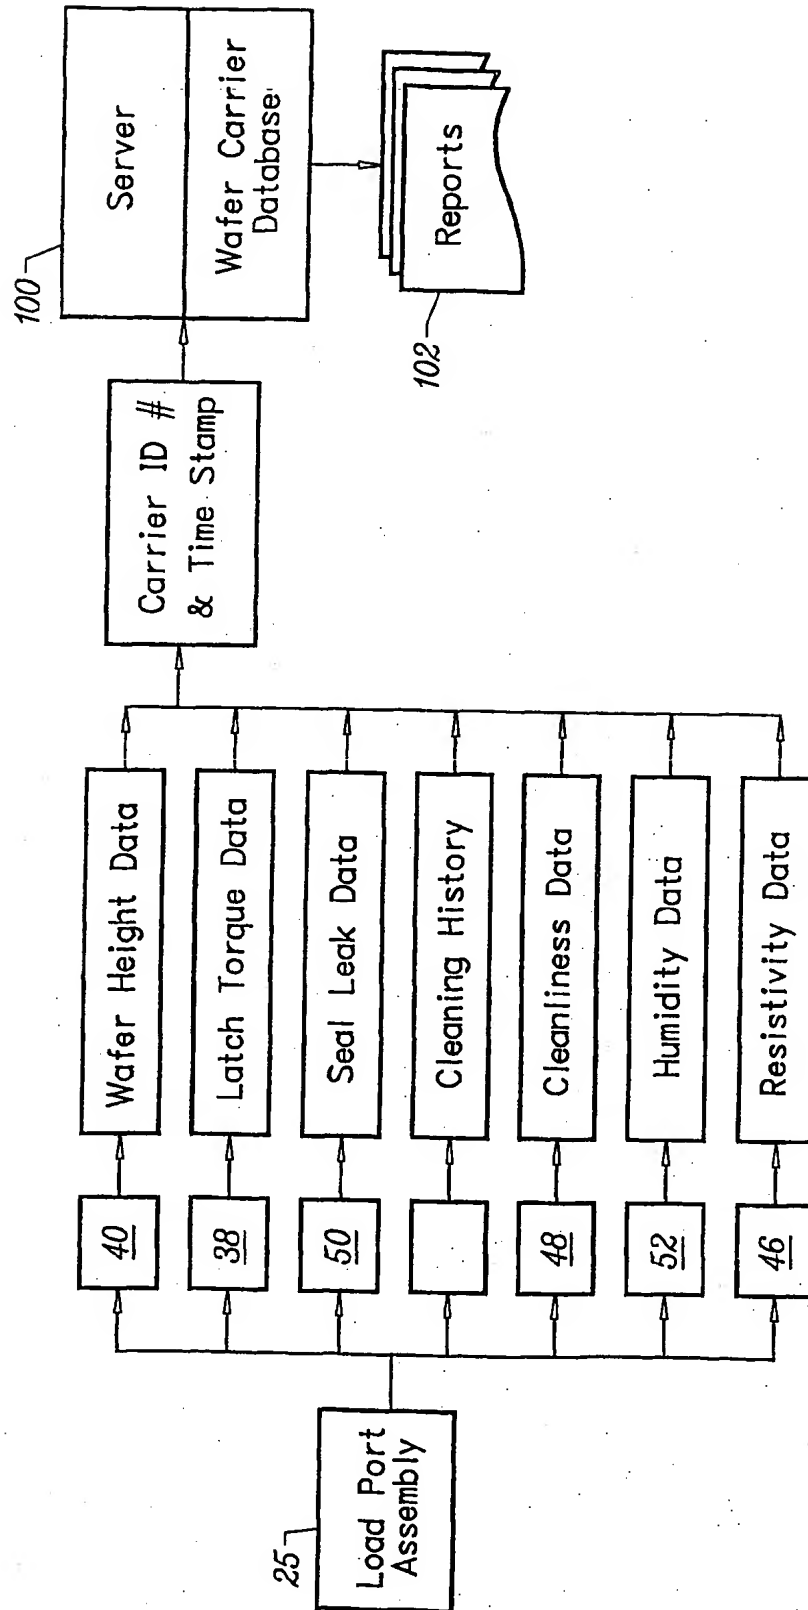 25
Load Port
Assembly
40
Wafer Height Data
38
Latch Torque Data
50
Seal Leak Data
Cleaning History
48
Cleanliness Data
52
Humidity Data
46
Resistivity Data
Carrier ID #
& Time Stamp
100
Server
Wafer Carrier
Database
102
Reports